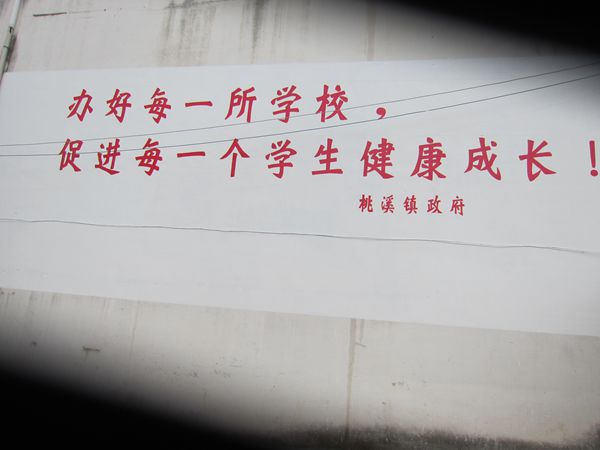 办好每一所学校，
促进每一个学生健康成长！
桃溪镇政府